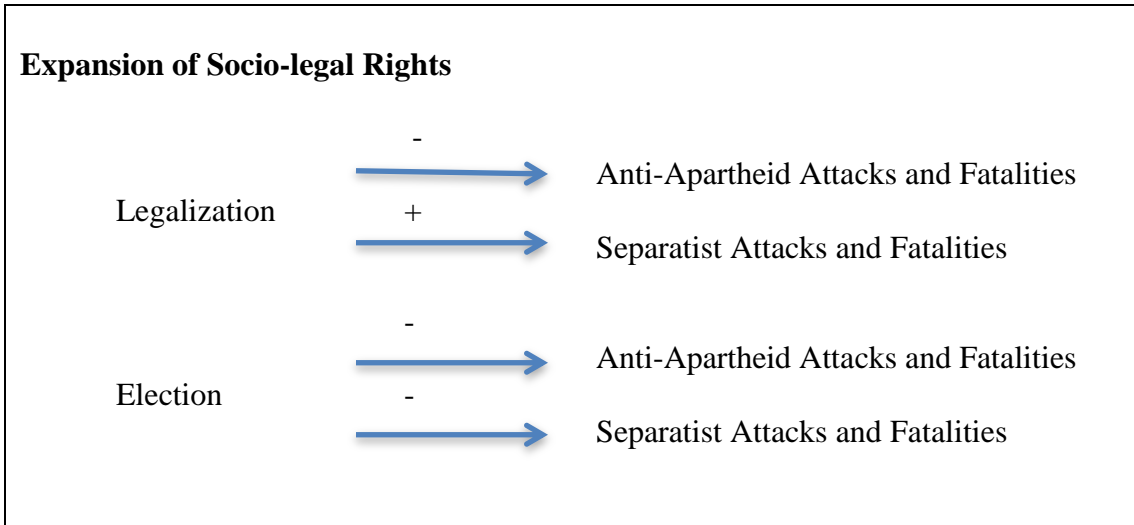 Expansion of Socio-legal Rights
-
Anti-Apartheid Attacks and Fatalities
Legalization
+
Separatist Attacks and Fatalities
-
Anti-Apartheid Attacks and Fatalities
Election
-
Separatist Attacks and Fatalities